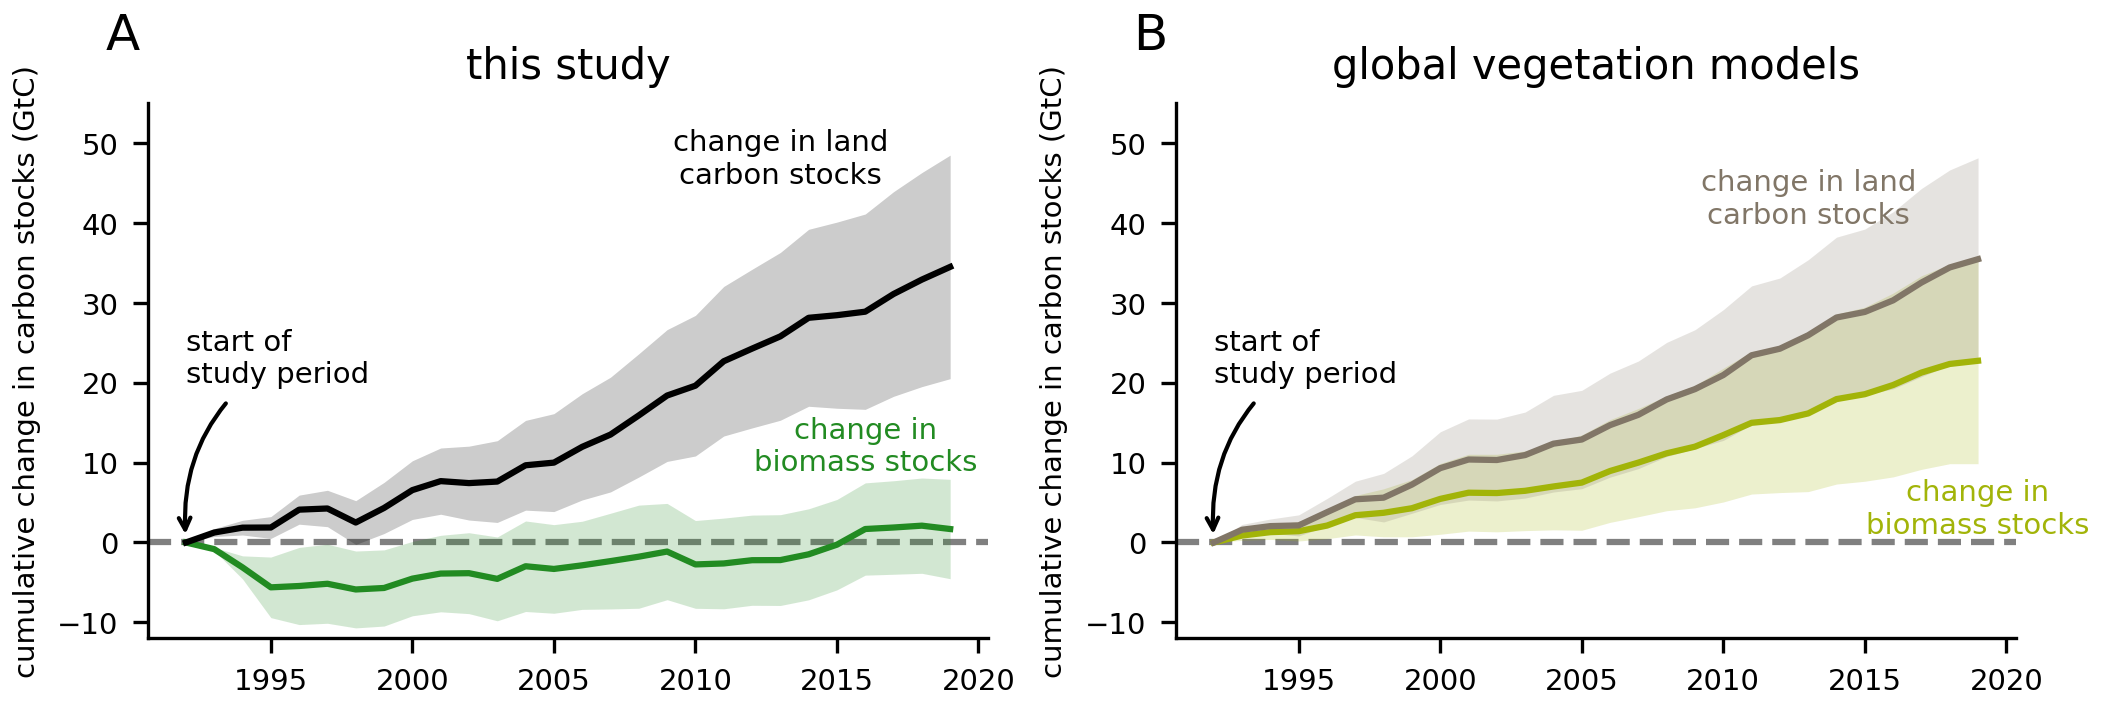 A
this study
cumulative change in carbon stocks (GtC)
50
40
30
20
10
0
−10
change in land
carbon stocks
start of
study period
change in
biomass stocks
1995
2000
2005
2010
2015
2020
B
global vegetation models
cumulative change in carbon stocks (GtC)
50
40
30
20
10
0
−10
change in land
carbon stocks
start of
study period
change in
biomass stocks
1995
2000
2005
2010
2015
2020